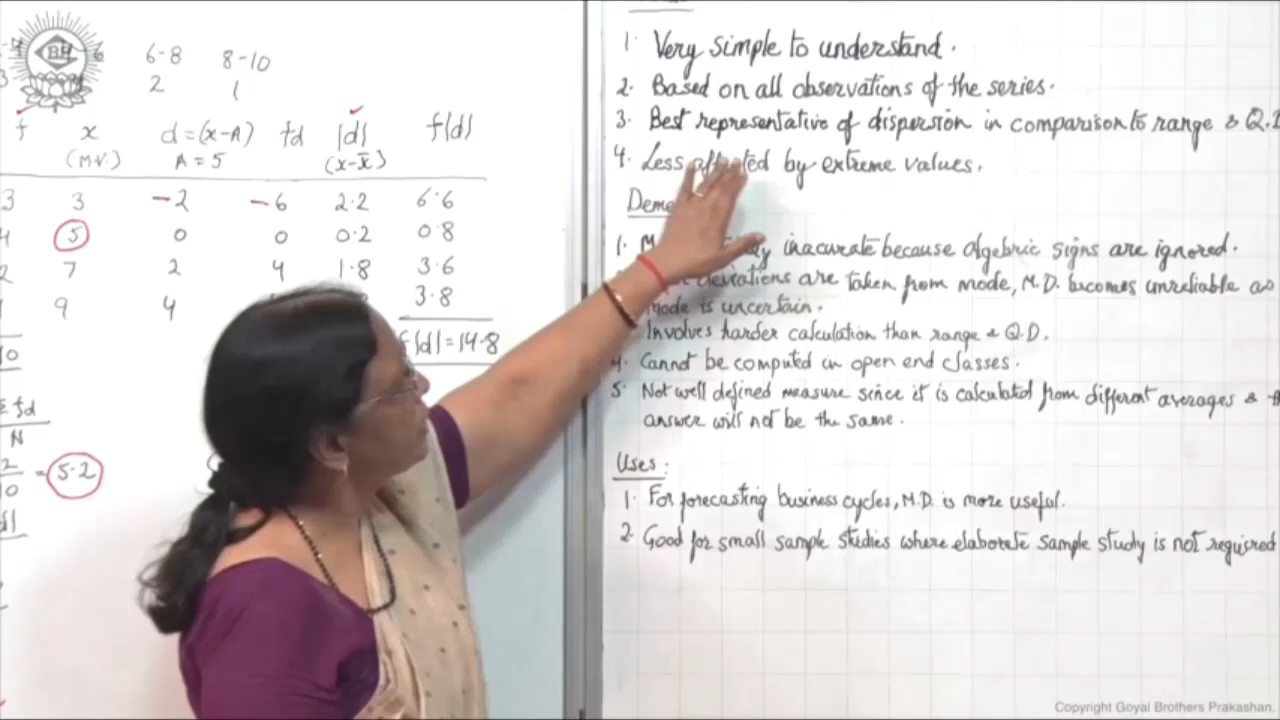 6-8 8-10
2 1
f x d = (x-A) fd |d| f|d|
(M.V.) A = 5 (x-x̄)
3 3 -2 -6 2.2 6.6
5 0 0 0.2 0.8
7 2 4 1.8 3.6
9 4 3.8
f|d| = 14.8
10
Σfd
N
10 = 5.2
1. Very simple to understand.
2. Based on all observations of the series.
3. Best representative of dispersion in comparison to range &
4. Less affected by extreme values.
1. inacurate because algebric signs are ignored.
deviations are taken from mode, M.D. becomes unreliable as
mode is uncertain.
Involves harder calculation than range & Q.D.
4. Cannot be computed in open end classes.
5. Not well defined measure since it is calculated from different averages &
answer will not be the same.
Uses:
1. For forecasting business cycles, M.D. is more useful.
2. Good for small sample studies where elaborate sample study is not required
Copyright Goyal Brothers Prakashan.